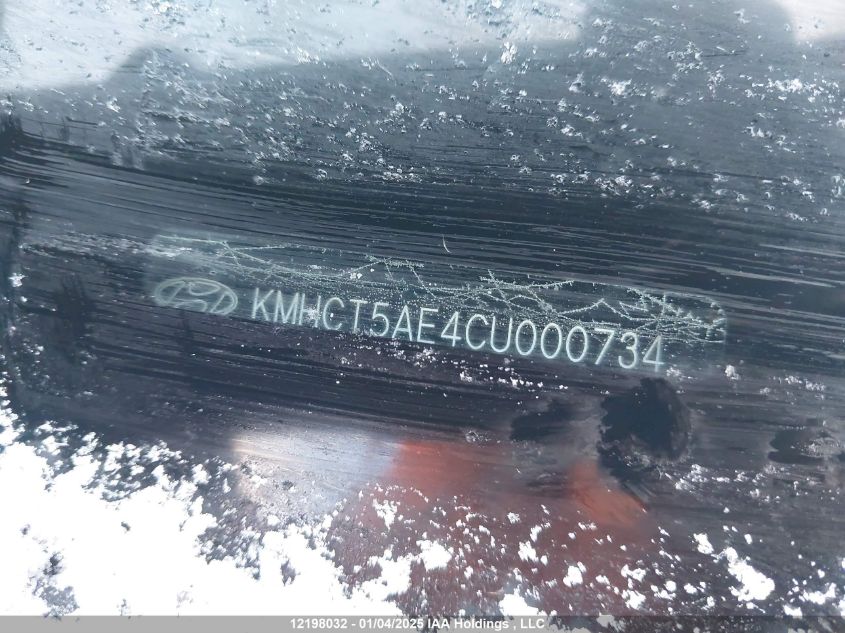 KMHCT5AE4CU000734
12198032 - 01/04/2025 IAA Holdings , LLC